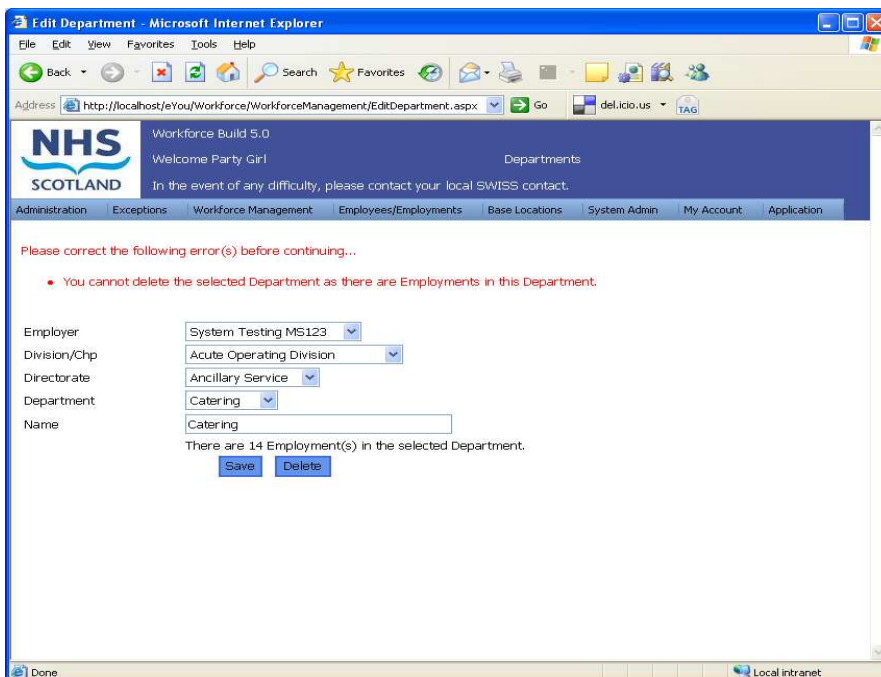 Edit Department - Microsoft Internet Explorer
File Edit View Favorites Tools Help
Back Search Favorites
Address http://localhost/eYou/Workforce/WorkforceManagement/EditDepartment.aspx Go del.icio.us TAG
NHS
SCOTLAND
Workforce Build 5.0
Welcome Party Girl Departments
In the event of any difficulty, please contact your local SWISS contact.
Administration Exceptions Workforce Management Employees/Employments Base Locations System Admin My Account Application
Please correct the following error(s) before continuing...
• You cannot delete the selected Department as there are Employments in this Department.
Employer System Testing MS123
Division/Chp Acute Operating Division
Directorate Ancillary Service
Department Catering
Name Catering
There are 14 Employment(s) in the selected Department.
Save Delete
Done Local intranet